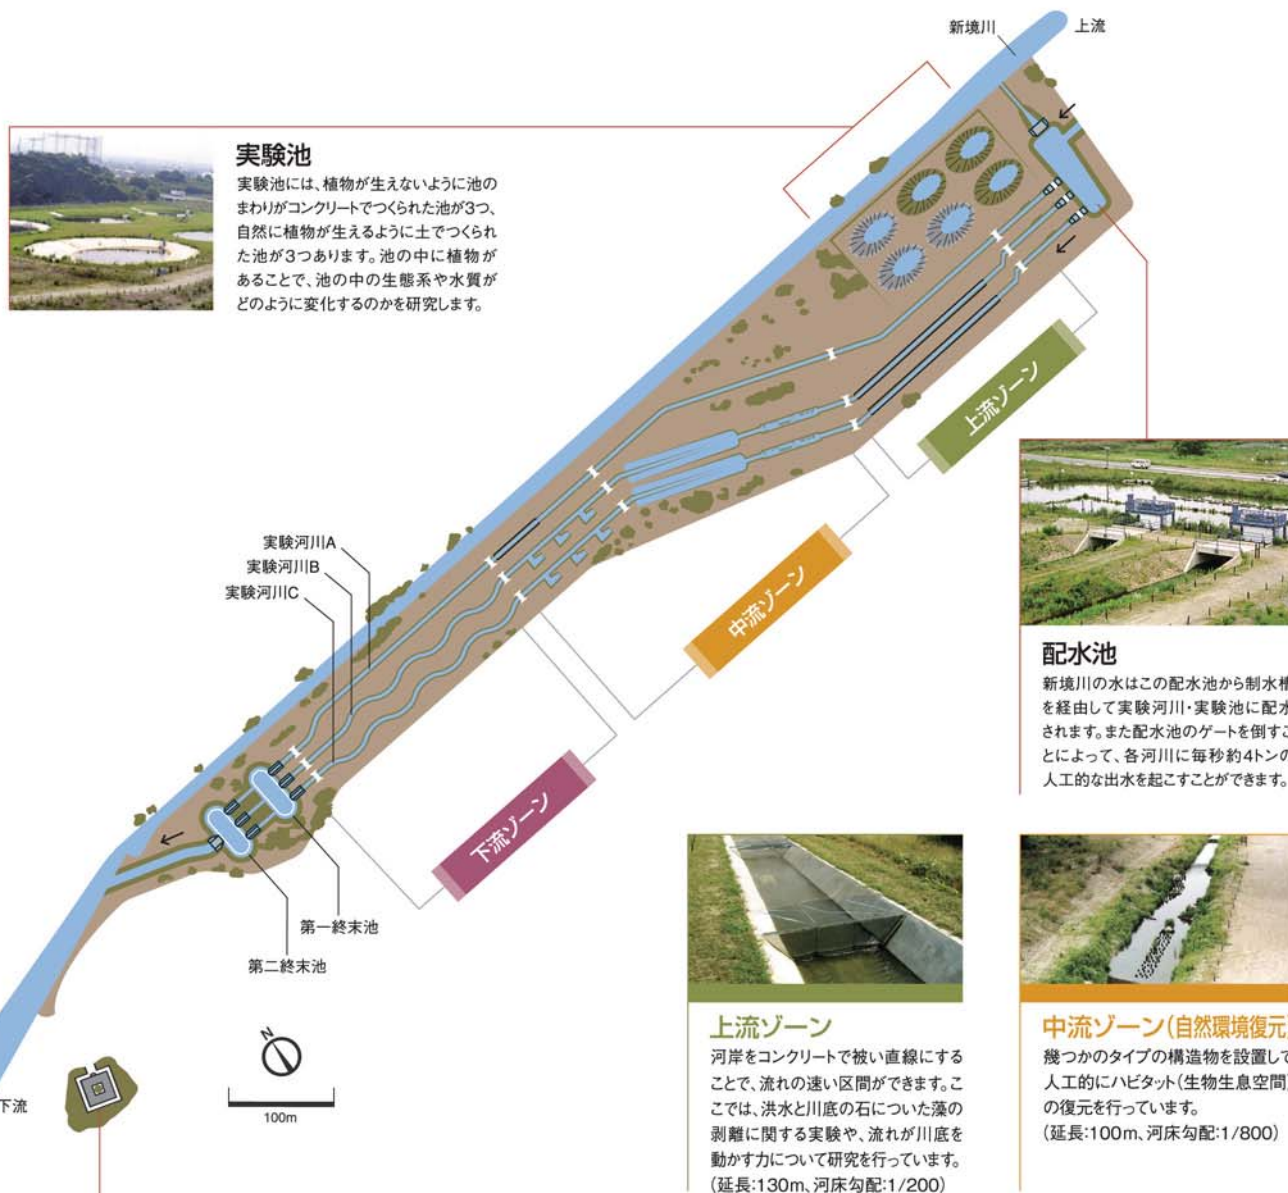 新境川
上流
実験池
実験池には、植物が生えないように池の
まわりがコンクリートでつくられた池が3つ、
自然に植物が生えるように土でつくられ
た池が3つあります。池の中に植物が
あることで、池の中の生態系や水質が
どのように変化するのかを研究します。
上流ゾーン
中流ゾーン
下流ゾーン
実験河川A
実験河川B
実験河川C
第一終末池
第二終末池
N
100m
下流
配水池
新境川の水はこの配水池から制水槽
を経由して実験河川・実験池に配水
されます。また配水池のゲートを倒すこ
とによって、各河川に毎秒約4トンの
人工的な出水を起こすことができます。
上流ゾーン
河岸をコンクリートで被い直線にする
ことで、流れの速い区間ができます。こ
こでは、洪水と川底の石についた藻の
剥離に関する実験や、流れが川底を
動かす力について研究を行っています。
(延長:130m、河床勾配:1/200)
中流ゾーン(自然環境復元)
幾つかのタイプの構造物を設置して
人工的にハビタット(生物生息空間)
の復元を行っています。
(延長:100m、河床勾配:1/800)